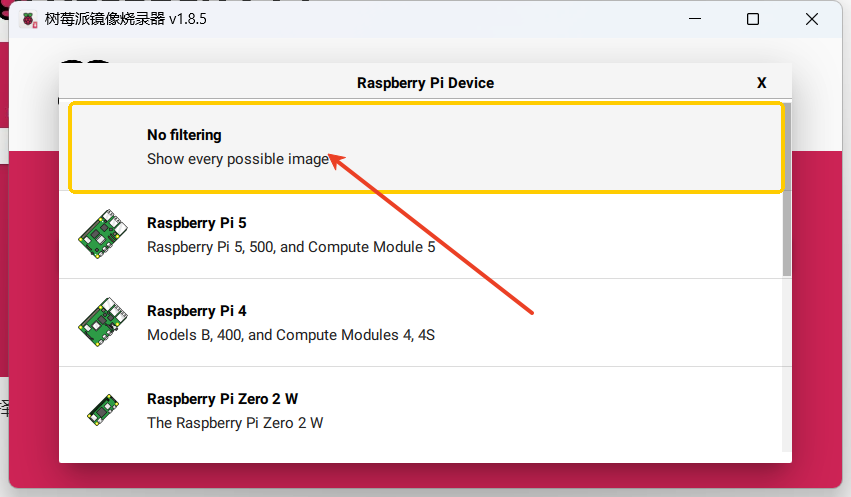 树莓派镜像烧录器 v1.8.5
Raspberry Pi Device
X
No filtering
Show every possible image
Raspberry Pi 5
Raspberry Pi 5, 500, and Compute Module 5
Raspberry Pi 4
Models B, 400, and Compute Modules 4, 4S
Raspberry Pi Zero 2 W
The Raspberry Pi Zero 2 W